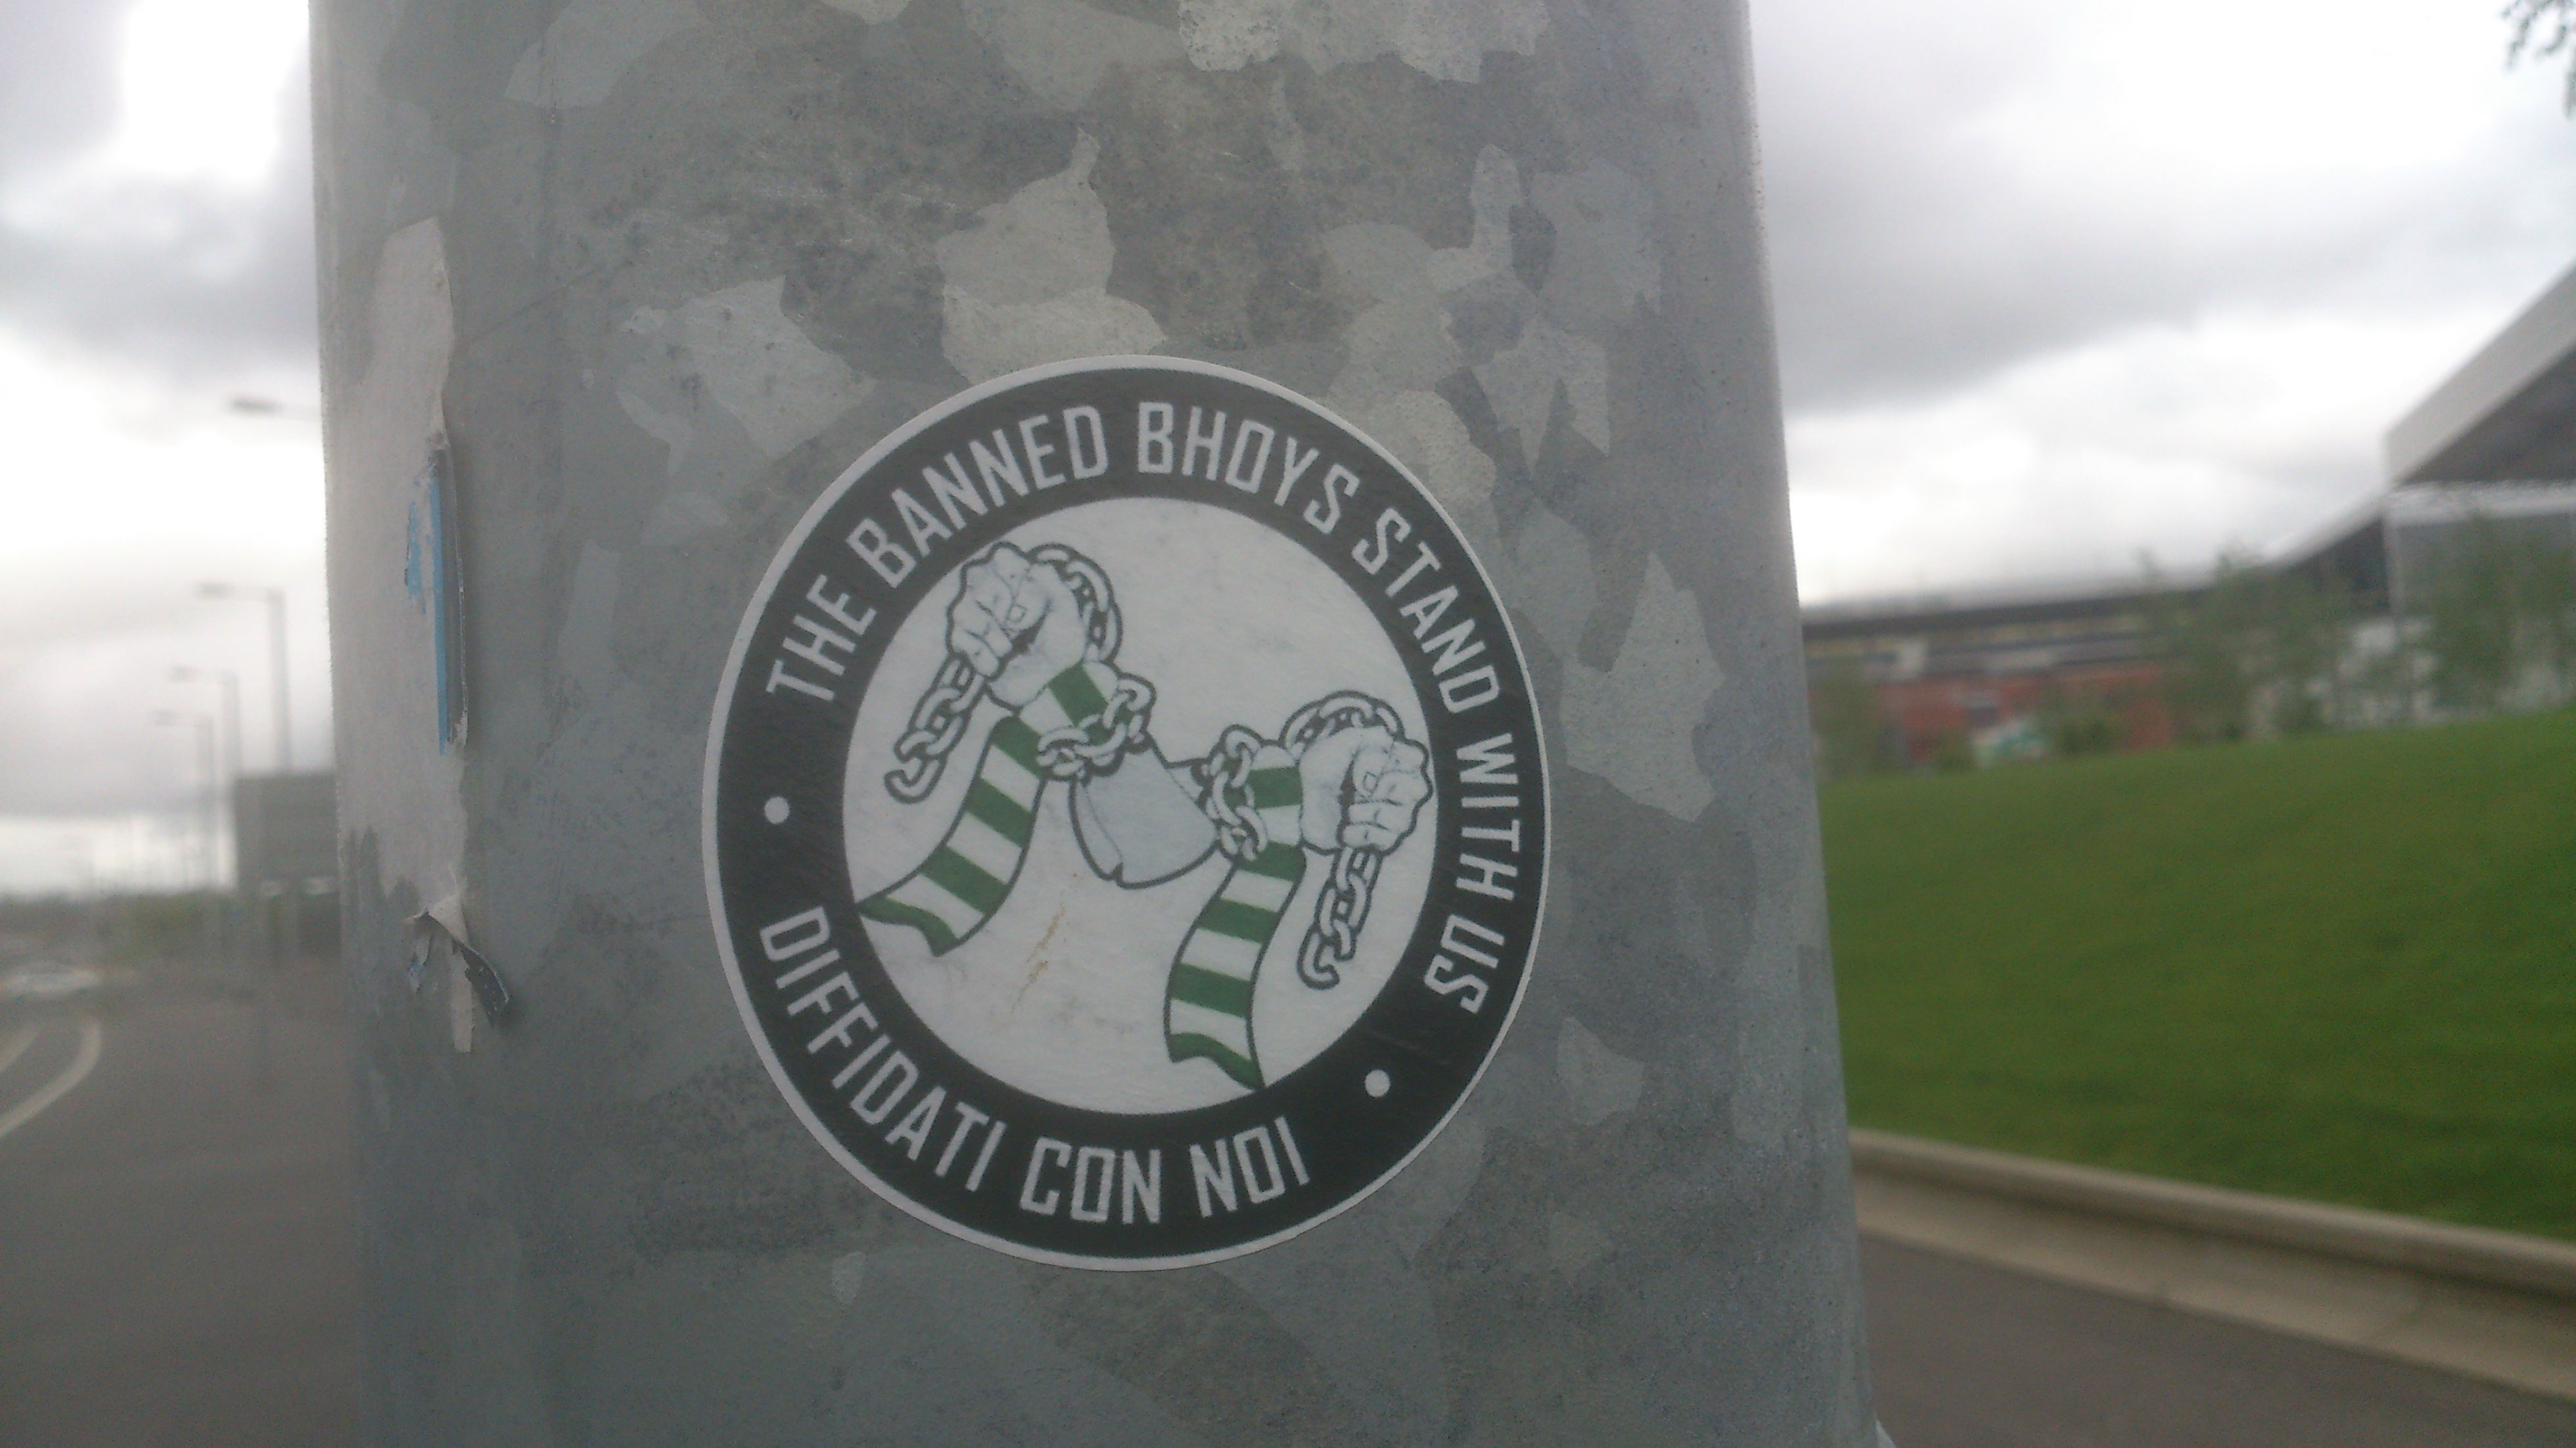 THE BANNED BHOYS STAND WITH US
DIFFIDATI CON NOI